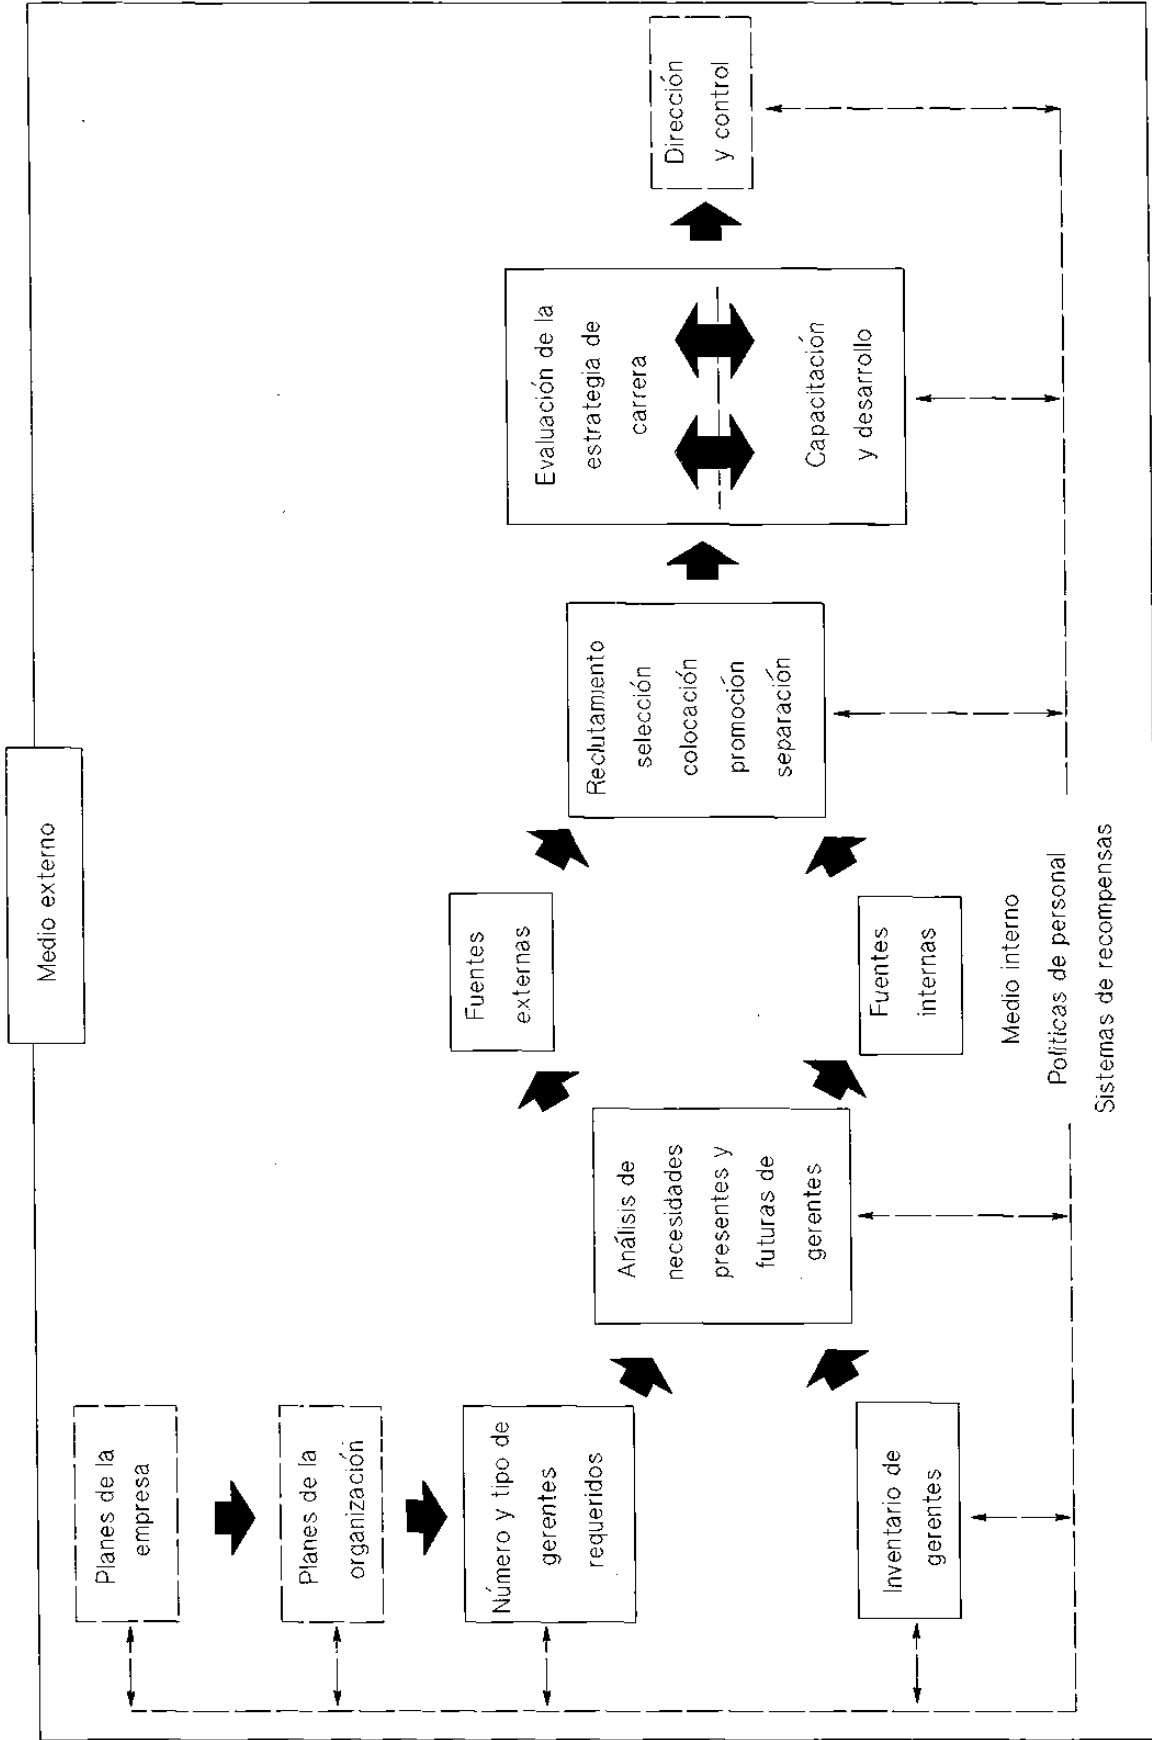 Medio externo
Planes de la
empresa
Planes de la
organización
Número y tipo de
gerentes
requeridos
Inventario de
gerentes
Análisis de
necesidades
presentes y
futuras de
gerentes
Fuentes
externas
Fuentes
internas
Reclutamiento
selección
colocación
promoción
separación
Evaluación de la
estrategia de
carrera
Capacitación
y desarrollo
Dirección
y control
Medio interno
Políticas de personal
Sistemas de recompensas